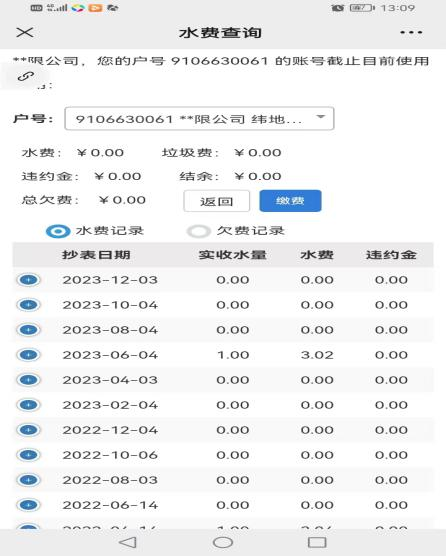 13:09
水费查询
**限公司，您的户号 9106630061 的账号截止目前使用
户号： 9106630061 **限公司 纬地...
水费： ￥0.00 垃圾费： ￥0.00
违约金： ￥0.00 结余： ￥0.00
总欠费： ￥0.00 返回 缴费
水费记录 欠费记录
抄表日期 实收水量 水费 违约金
2023-12-03 0.00 0.00 0.00
2023-10-04 0.00 0.00 0.00
2023-08-04 0.00 0.00 0.00
2023-06-04 1.00 3.02 0.00
2023-04-03 0.00 0.00 0.00
2023-02-04 0.00 0.00 0.00
2022-12-04 0.00 0.00 0.00
2022-10-06 0.00 0.00 0.00
2022-08-03 0.00 0.00 0.00
2022-06-14 0.00 0.00 0.00